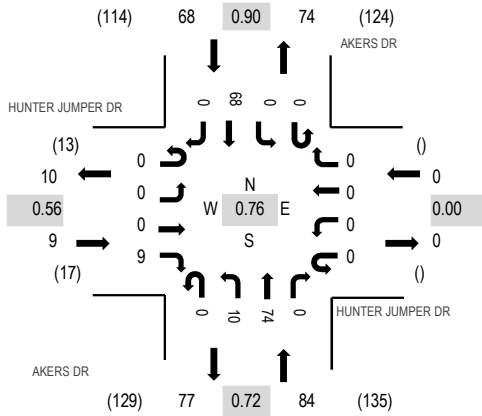 (114) 68 0.90 74 (124)
AKERS DR
0 68 0 0
HUNTER JUMPER DR
(13) ()
10 0 0 0
0 0
N
0.56 W 0.76 E 0.00
S
0 0
9 9 0 0
(17) ()
0 10 74 0
HUNTER JUMPER DR
AKERS DR
(129) 77 0.72 84 (135)